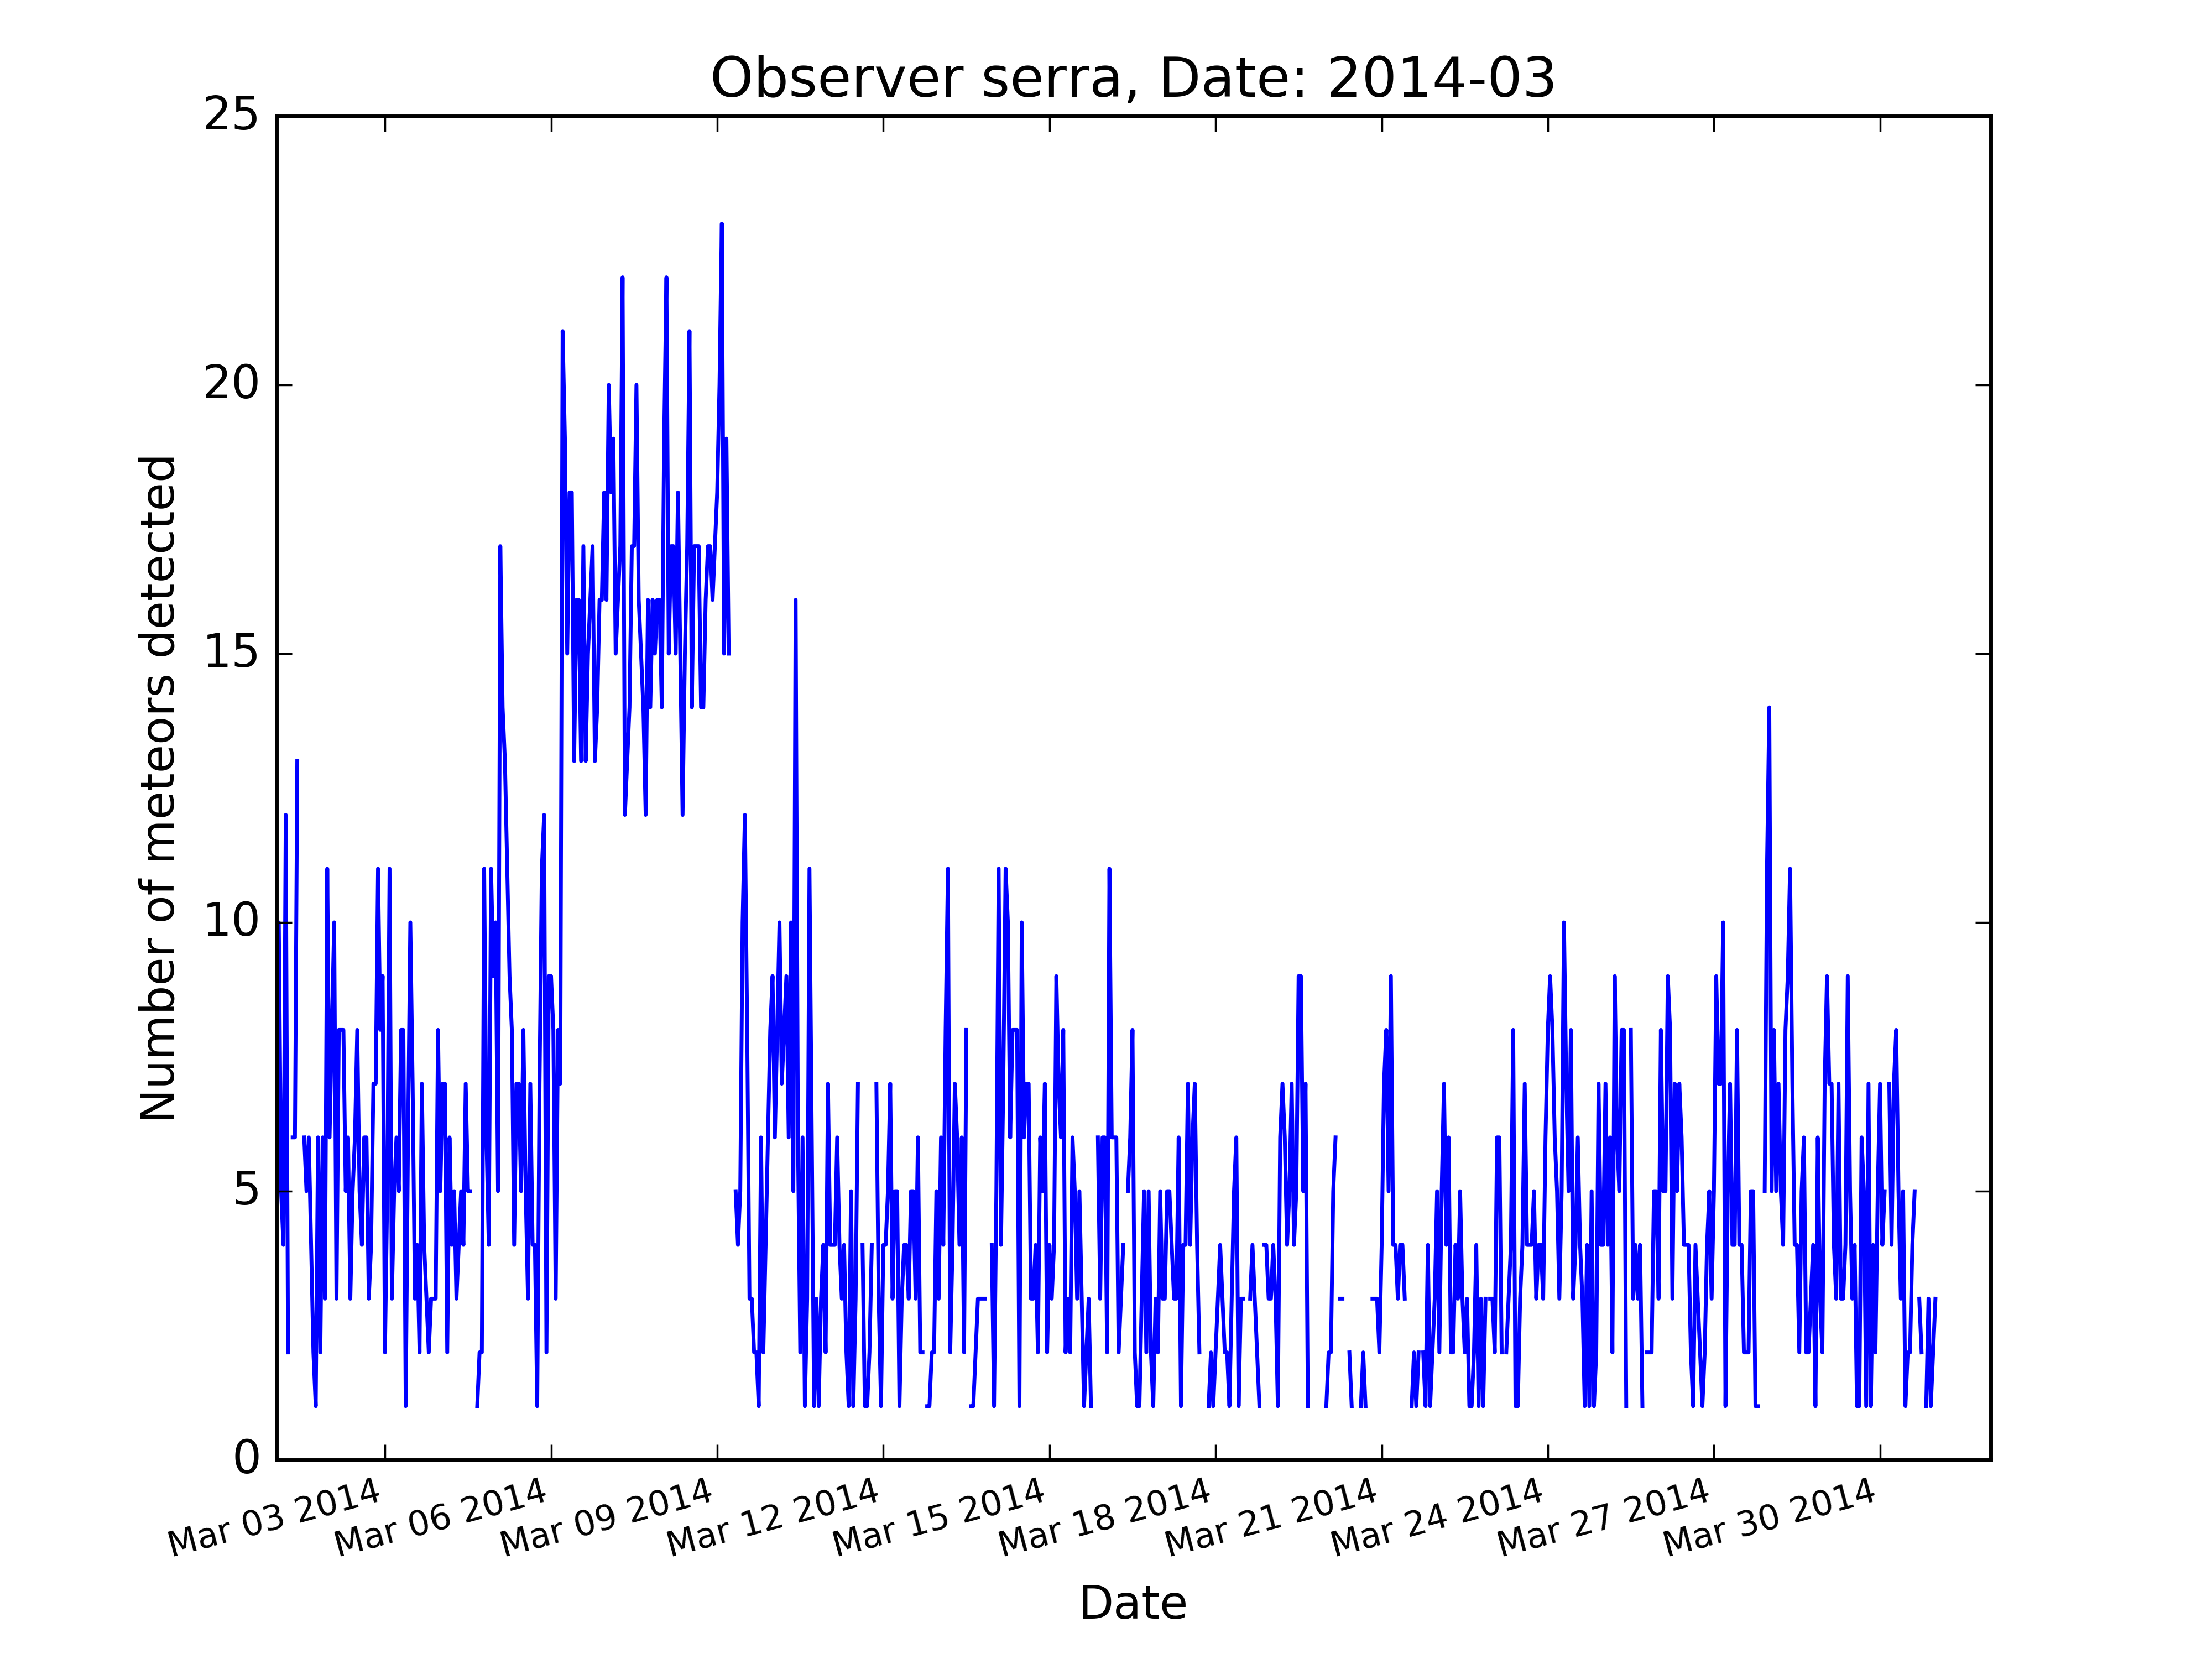 Observer serra, Date: 2014-03
25
20
15
10
5
0
Number of meteors detected
Mar 03 2014
Mar 06 2014
Mar 09 2014
Mar 12 2014
Mar 15 2014
Mar 18 2014
Mar 21 2014
Mar 24 2014
Mar 27 2014
Mar 30 2014
Date